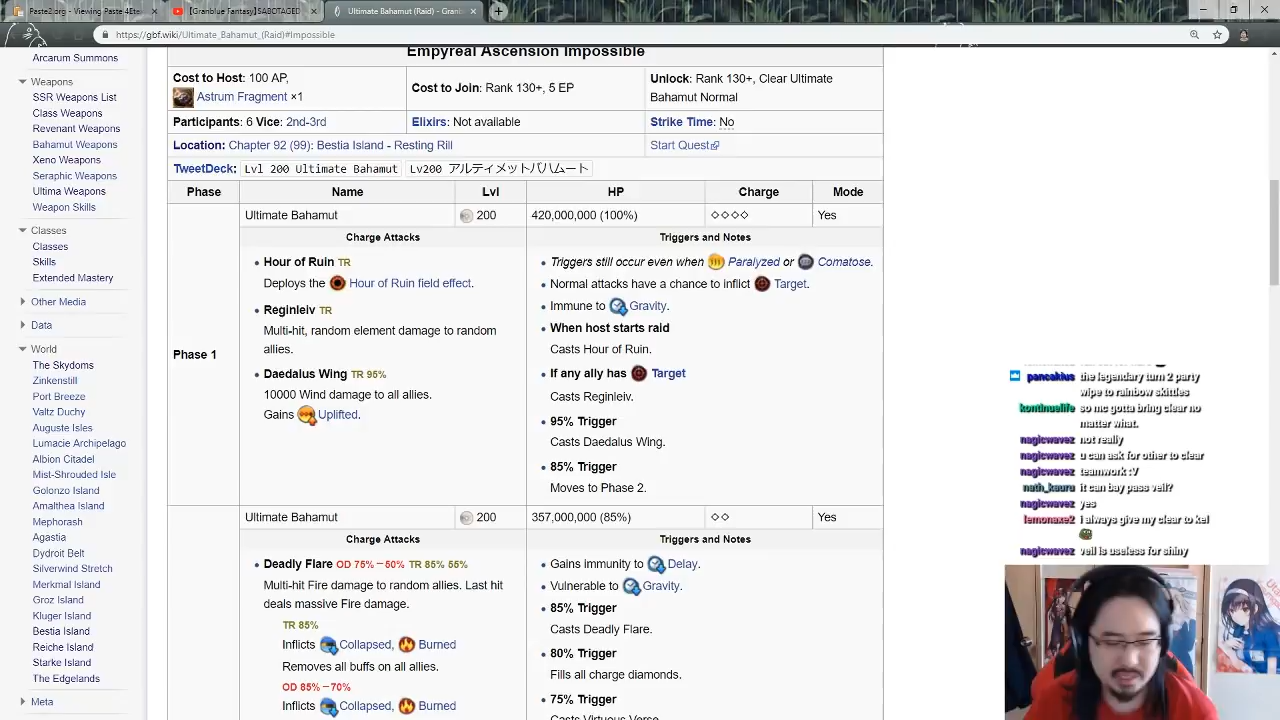 Paste2.org - Viewing Paste 4Ete
[Granblue Fantasy]SABOTAGED
Ultimate Bahamut (Raid) - Granb
https://gbf.wiki/Ultimate_Bahamut_(Raid)#Impossible
Arcarum Summons
Weapons
SSR Weapons List
Class Weapons
Revenant Weapons
Bahamut Weapons
Xeno Weapons
Seraphic Weapons
Ultima Weapons
Weapon Skills
Classes
Classes
Skills
Extended Mastery
Other Media
Data
World
The Skydoms
Zinkenstill
Port Breeze
Valtz Duchy
Auguste Isles
Lumacie Archipelago
Albion Citadel
Mist-Shrouded Isle
Golonzo Island
Amalthea Island
Mephorash
Agastia
Dydroit Belt
Silverwind Stretch
Merkmal Island
Groz Island
Kluger Island
Bestia Island
Reiche Island
Starke Island
The Edgelands
Meta
Empyreal Ascension Impossible
Cost to Host: 100 AP,
Astrum Fragment ×1
Cost to Join: Rank 130+, 5 EP
Unlock: Rank 130+, Clear Ultimate
Bahamut Normal
Participants: 6 Vice: 2nd-3rd
Elixirs: Not available
Strike Time: No
Location: Chapter 92 (99): Bestia Island - Resting Rill
Start Quest
TweetDeck: Lvl 200 Ultimate Bahamut Lv200 アルティメットバハムート
Phase Name Lvl HP Charge Mode
Phase 1
Ultimate Bahamut 200 420,000,000 (100%) ◇◇◇◇ Yes
Charge Attacks
• Hour of Ruin TR
Deploys the Hour of Ruin field effect.
• Reginleiv TR
Multi-hit, random element damage to random
allies.
• Daedalus Wing TR 95%
10000 Wind damage to all allies.
Gains Uplifted.
Triggers and Notes
• Triggers still occur even when Paralyzed or Comatose.
• Normal attacks have a chance to inflict Target.
• Immune to Gravity.
• When host starts raid
Casts Hour of Ruin.
• If any ally has Target
Casts Reginleiv.
• 95% Trigger
Casts Daedalus Wing.
• 85% Trigger
Moves to Phase 2.
Ultimate Bahamut 200 357,000,000 (85%) ◇◇ Yes
Charge Attacks
• Deadly Flare OD 70%–50% TR 85% 55%
Multi-hit Fire damage to random allies. Last hit
deals massive Fire damage.
TR 85%
Inflicts Collapsed, Burned
Removes all buffs on all allies.
OD 85%–70%
Inflicts Collapsed, Burned
Triggers and Notes
• Gains immunity to Delay.
• Vulnerable to Gravity.
• 85% Trigger
Casts Deadly Flare.
• 80% Trigger
Fills all charge diamonds.
• 75% Trigger
Casts Virtuous Verse
pancakius the legendary turn 2 party
wipe to rainbow skittles
kontinuelife so mc gotta bring clear no
matter what.
nagicwavez not really
nagicwavez u can ask for other to clear
nagicwavez teamwork :V
nath_kaura it can bay pass veil?
nagicwavez yes
lemonaxe2 i always give my clear to kel
nagicwavez veil is useless for shiny